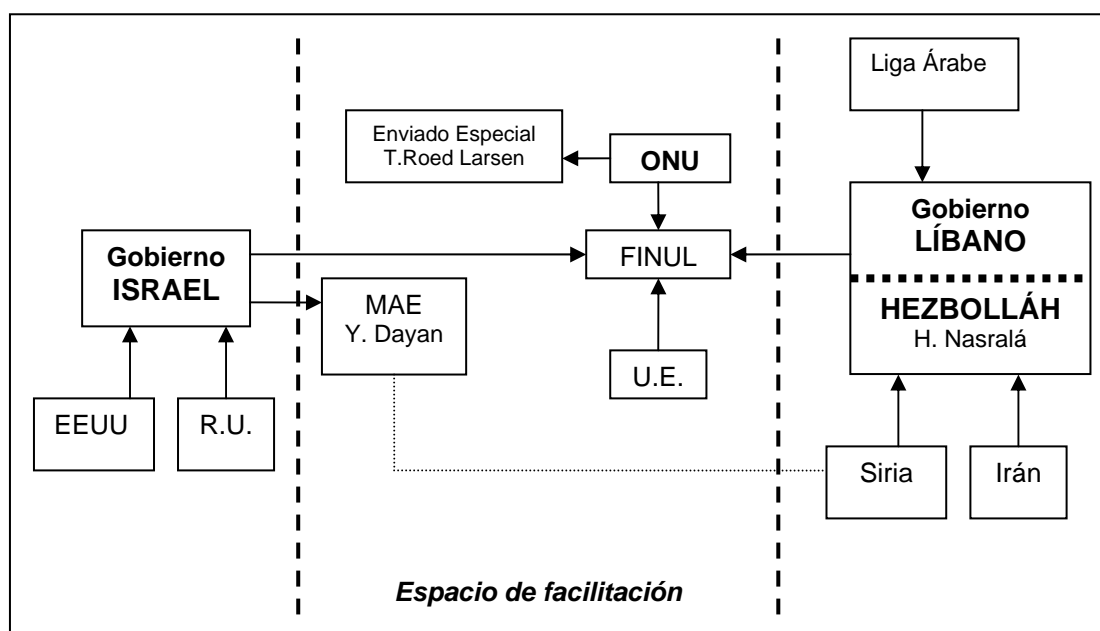 Liga Árabe
Enviado Especial
T.Roed Larsen
ONU
Gobierno
LÍBANO
HEZBOLLÁH
H. Nasralá
Gobierno
ISRAEL
FINUL
MAE
Y. Dayan
U.E.
EEUU
R.U.
Siria
Irán
Espacio de facilitación